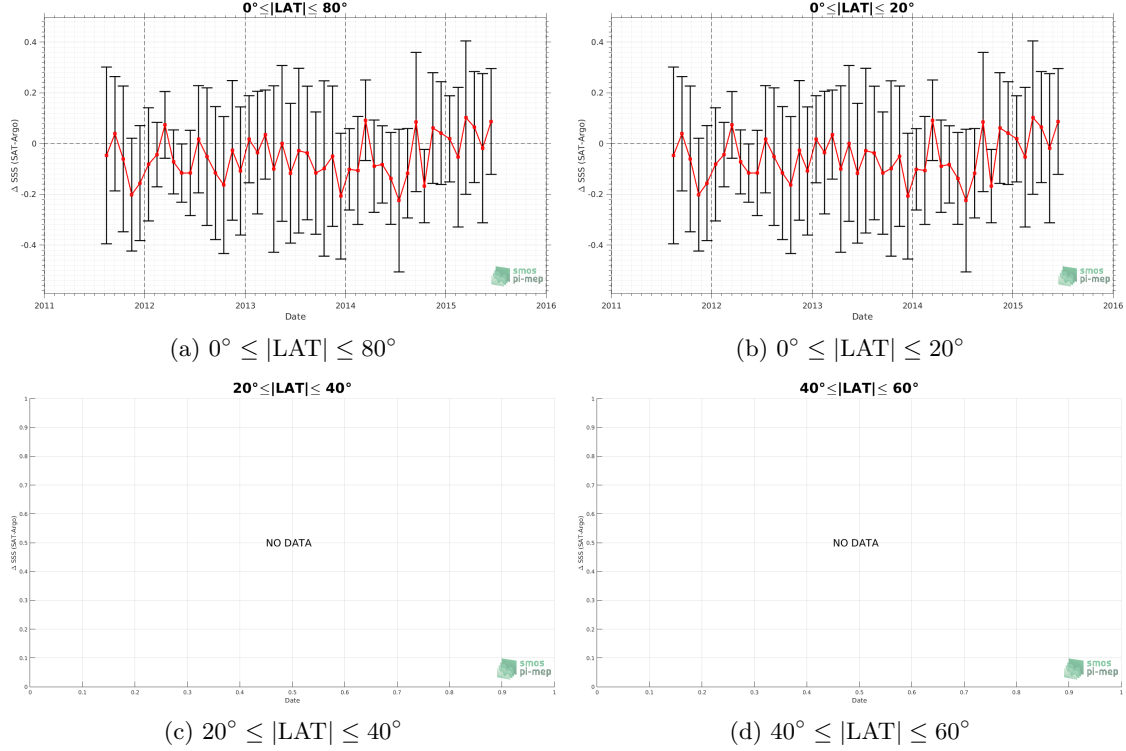 0°≤|LAT|≤ 80°
0.4
0.2
0
-0.2
-0.4
Δ SSS (SAT-Argo)
2011 2012 2013 2014 2015 2016
Date
smos
pi-mep
(a) 0° ≤ |LAT| ≤ 80°
0°≤|LAT|≤ 20°
0.4
0.2
0
-0.2
-0.4
Δ SSS (SAT-Argo)
2011 2012 2013 2014 2015 2016
Date
smos
pi-mep
(b) 0° ≤ |LAT| ≤ 20°
20°≤|LAT|≤ 40°
1
0.9
0.8
0.7
0.6
0.5
0.4
0.3
0.2
0.1
0
Δ SSS (SAT-Argo)
NO DATA
0 0.1 0.2 0.3 0.4 0.5 0.6 0.7 0.8 0.9 1
Date
smos
pi-mep
(c) 20° ≤ |LAT| ≤ 40°
40°≤|LAT|≤ 60°
1
0.9
0.8
0.7
0.6
0.5
0.4
0.3
0.2
0.1
0
Δ SSS (SAT-Argo)
NO DATA
0 0.1 0.2 0.3 0.4 0.5 0.6 0.7 0.8 0.9 1
Date
smos
pi-mep
(d) 40° ≤ |LAT| ≤ 60°